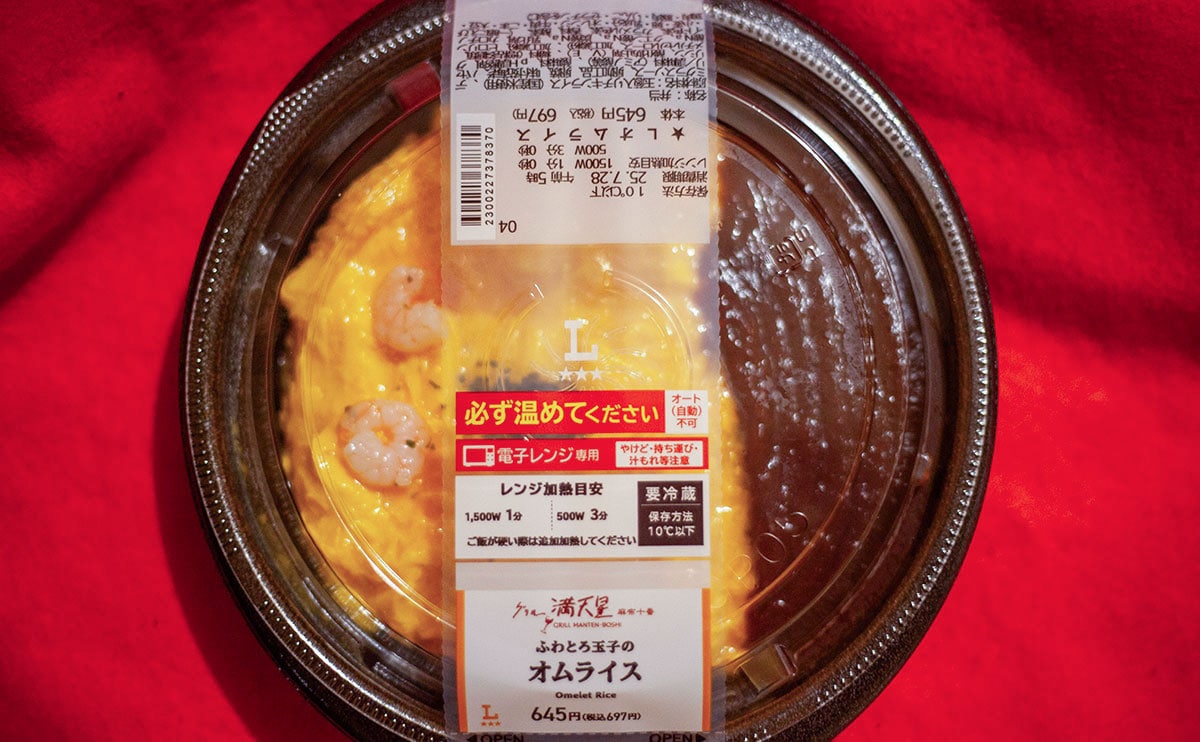 名称：弁当
本体 645円 (税込 697円)
★Lオムライス
500W 3分 0秒
レンジ加熱目安 1500W 1分 0秒
消費期限 25.7.28 午前5時
保存方法 10℃以下
04
2300227378370
L
★★★
必ず温めてください
オート
(自動)
不可
電子レンジ専用
やけど・持ち運び・
汁もれ等注意
レンジ加熱目安
1,500W 1分 500W 3分
ご飯が硬い際は追加加熱してください
要冷蔵
保存方法
10℃以下
グリル 満天星 麻布十番
GRILL MANTEN-BOSHI
ふわとろ玉子の
オムライス
Omelet Rice
L
★★★
645円(税込697円)
◀OPEN OPEN▶